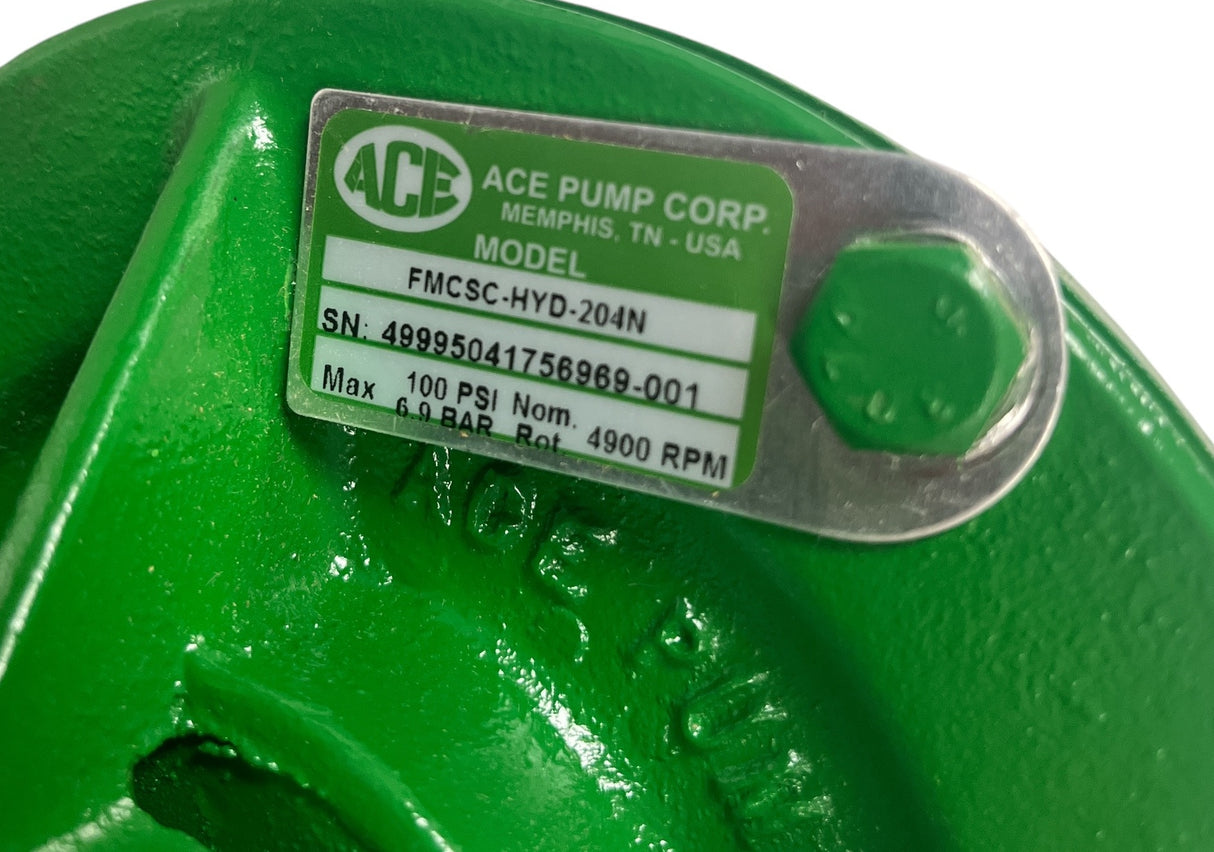 ACE
ACE PUMP CORP.
MEMPHIS, TN - USA
MODEL
FMCSC-HYD-204N
SN: 49995041756969-001
Max 100 PSI Nom. 4900 RPM
6.9 BAR Rot.
ACE PUM